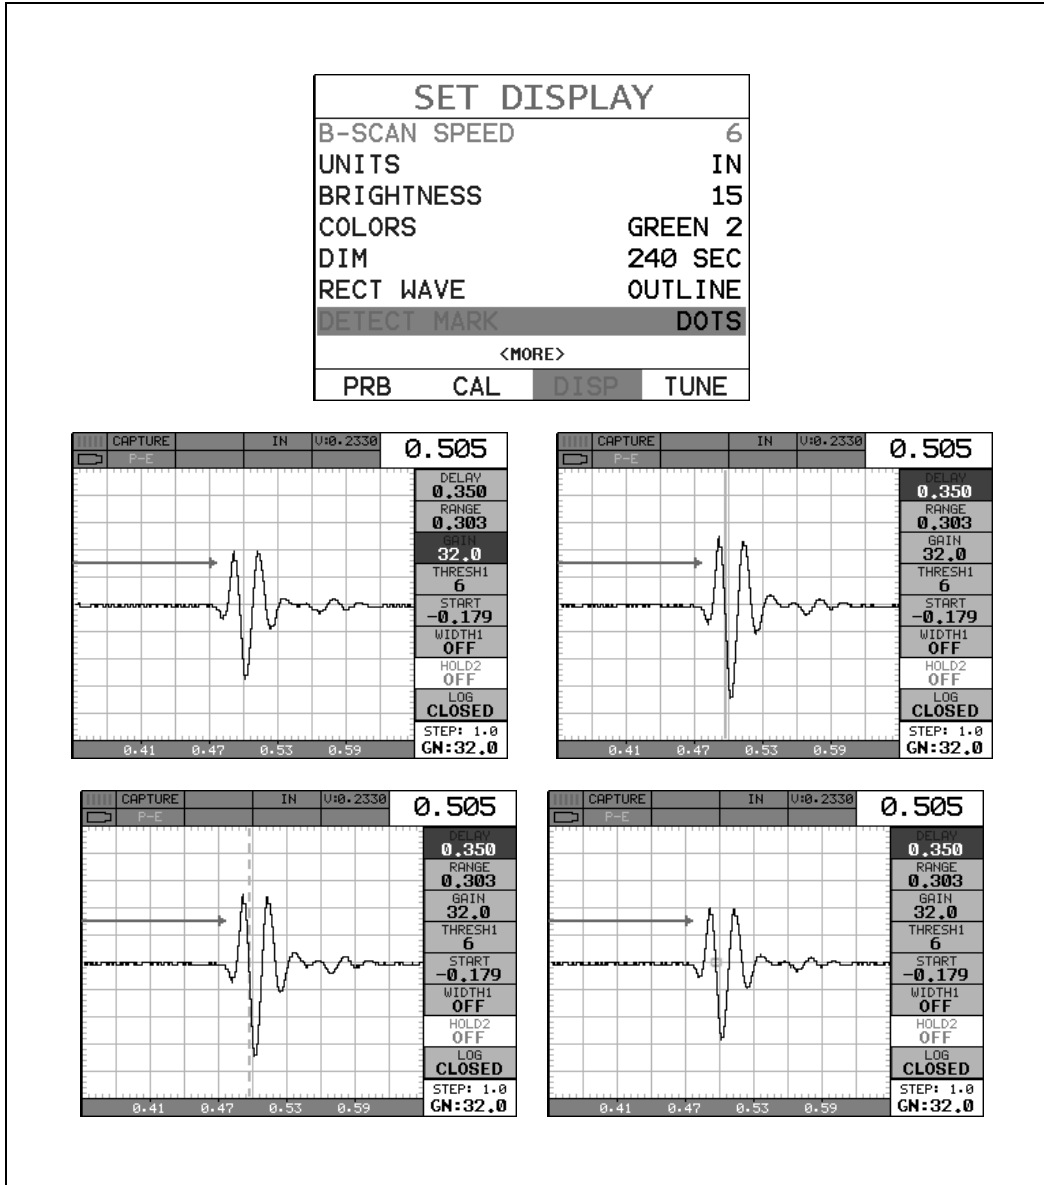 SET DISPLAY
B-SCAN SPEED 6
UNITS IN
BRIGHTNESS 15
COLORS GREEN 2
DIM 240 SEC
RECT WAVE OUTLINE
DETECT MARK DOTS
<MORE>
PRB CAL DISP TUNE
CAPTURE IN V:0.2330 0.505
P-E
DELAY
0.350
RANGE
0.303
GAIN
32.0
THRESH1
6
START
-0.179
WIDTH1
OFF
HOLD2
OFF
LOG
CLOSED
STEP: 1.0
0.41 0.47 0.53 0.59 GN:32.0
CAPTURE IN V:0.2330 0.505
P-E
DELAY
0.350
RANGE
0.303
GAIN
32.0
THRESH1
6
START
-0.179
WIDTH1
OFF
HOLD2
OFF
LOG
CLOSED
STEP: 1.0
0.41 0.47 0.53 0.59 GN:32.0
CAPTURE IN V:0.2330 0.505
P-E
DELAY
0.350
RANGE
0.303
GAIN
32.0
THRESH1
6
START
-0.179
WIDTH1
OFF
HOLD2
OFF
LOG
CLOSED
STEP: 1.0
0.41 0.47 0.53 0.59 GN:32.0
CAPTURE IN V:0.2330 0.505
P-E
DELAY
0.350
RANGE
0.303
GAIN
32.0
THRESH1
6
START
-0.179
WIDTH1
OFF
HOLD2
OFF
LOG
CLOSED
STEP: 1.0
0.41 0.47 0.53 0.59 GN:32.0